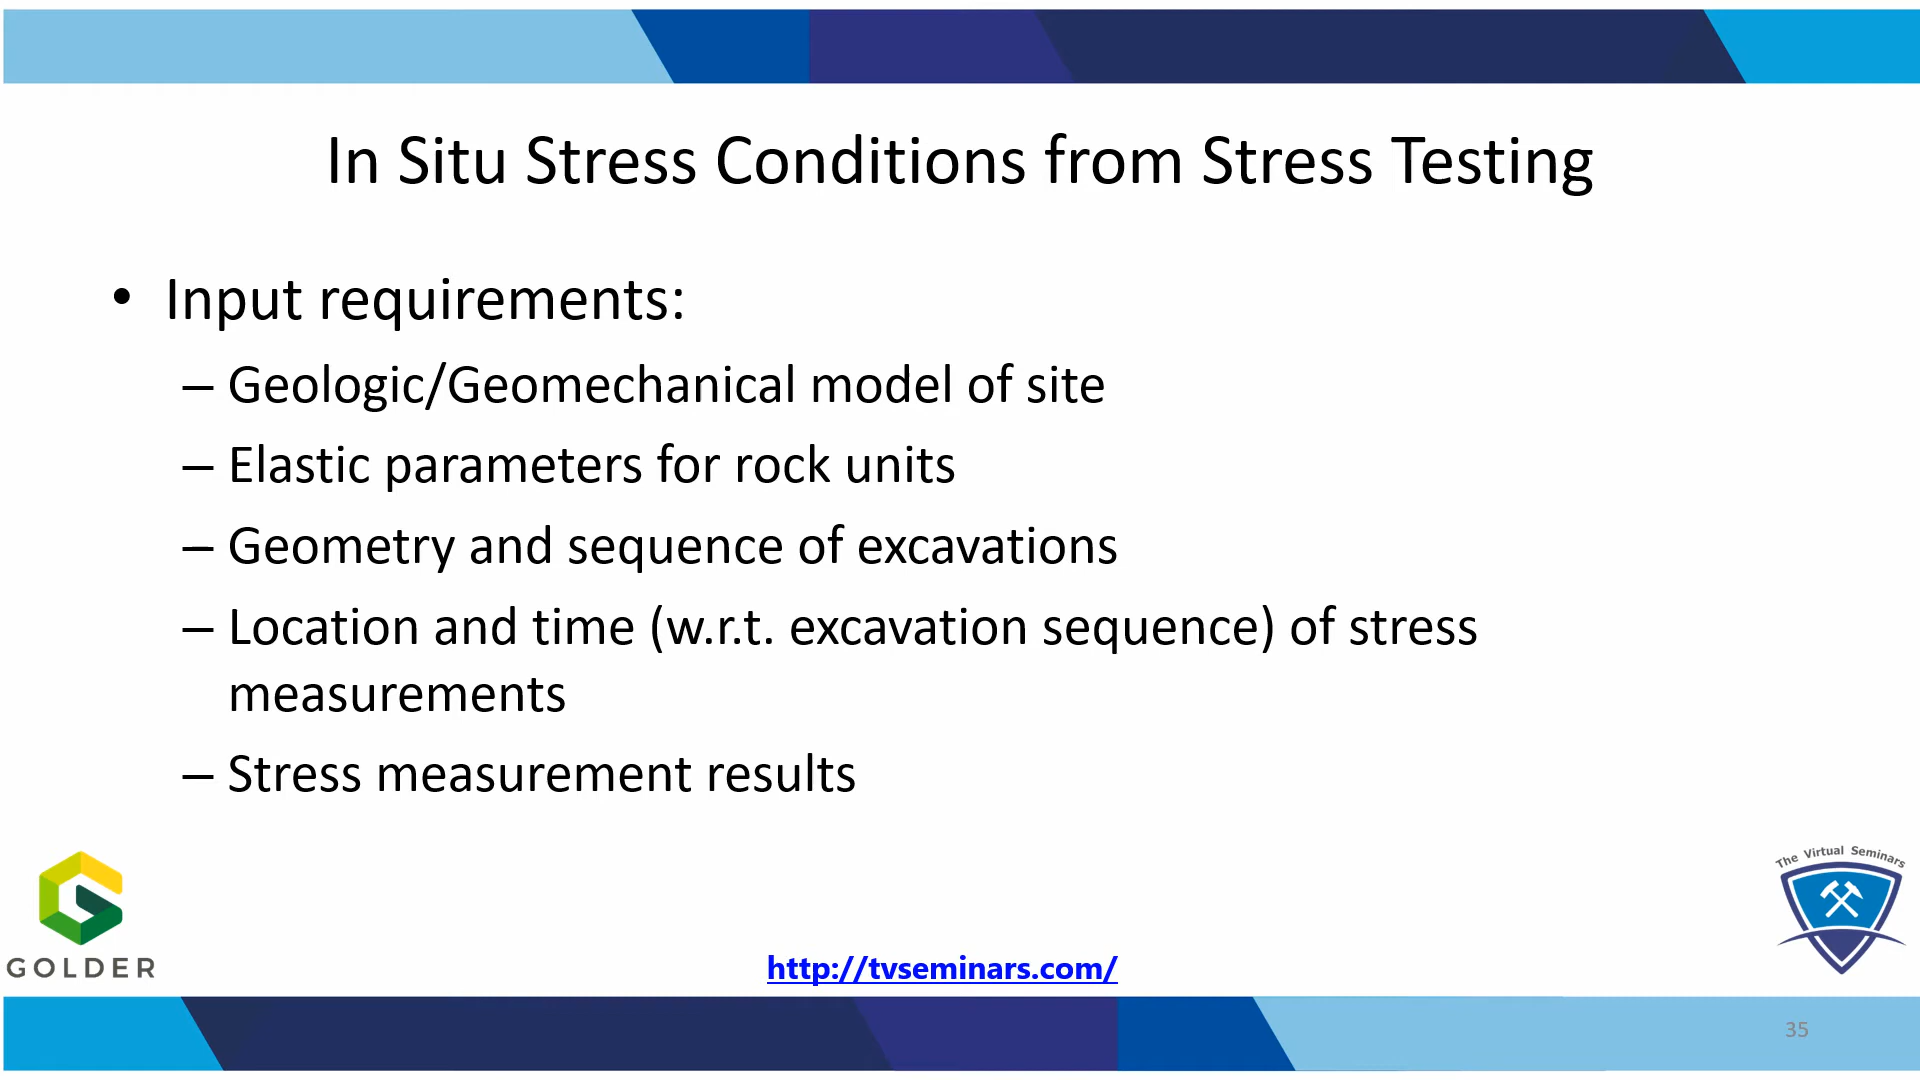 In Situ Stress Conditions from Stress Testing
• Input requirements:
– Geologic/Geomechanical model of site
– Elastic parameters for rock units
– Geometry and sequence of excavations
– Location and time (w.r.t. excavation sequence) of stress
measurements
– Stress measurement results
The Virtual Seminars
GOLDER
http://tvseminars.com/
35